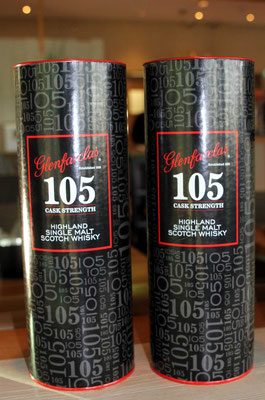 Glenfarclas
105
CASK STRENGTH
HIGHLAND
SINGLE MALT
SCOTCH WHISKY
Glenfarclas
105
CASK STRENGTH
HIGHLAND
SINGLE MALT
SCOTCH WHISKY